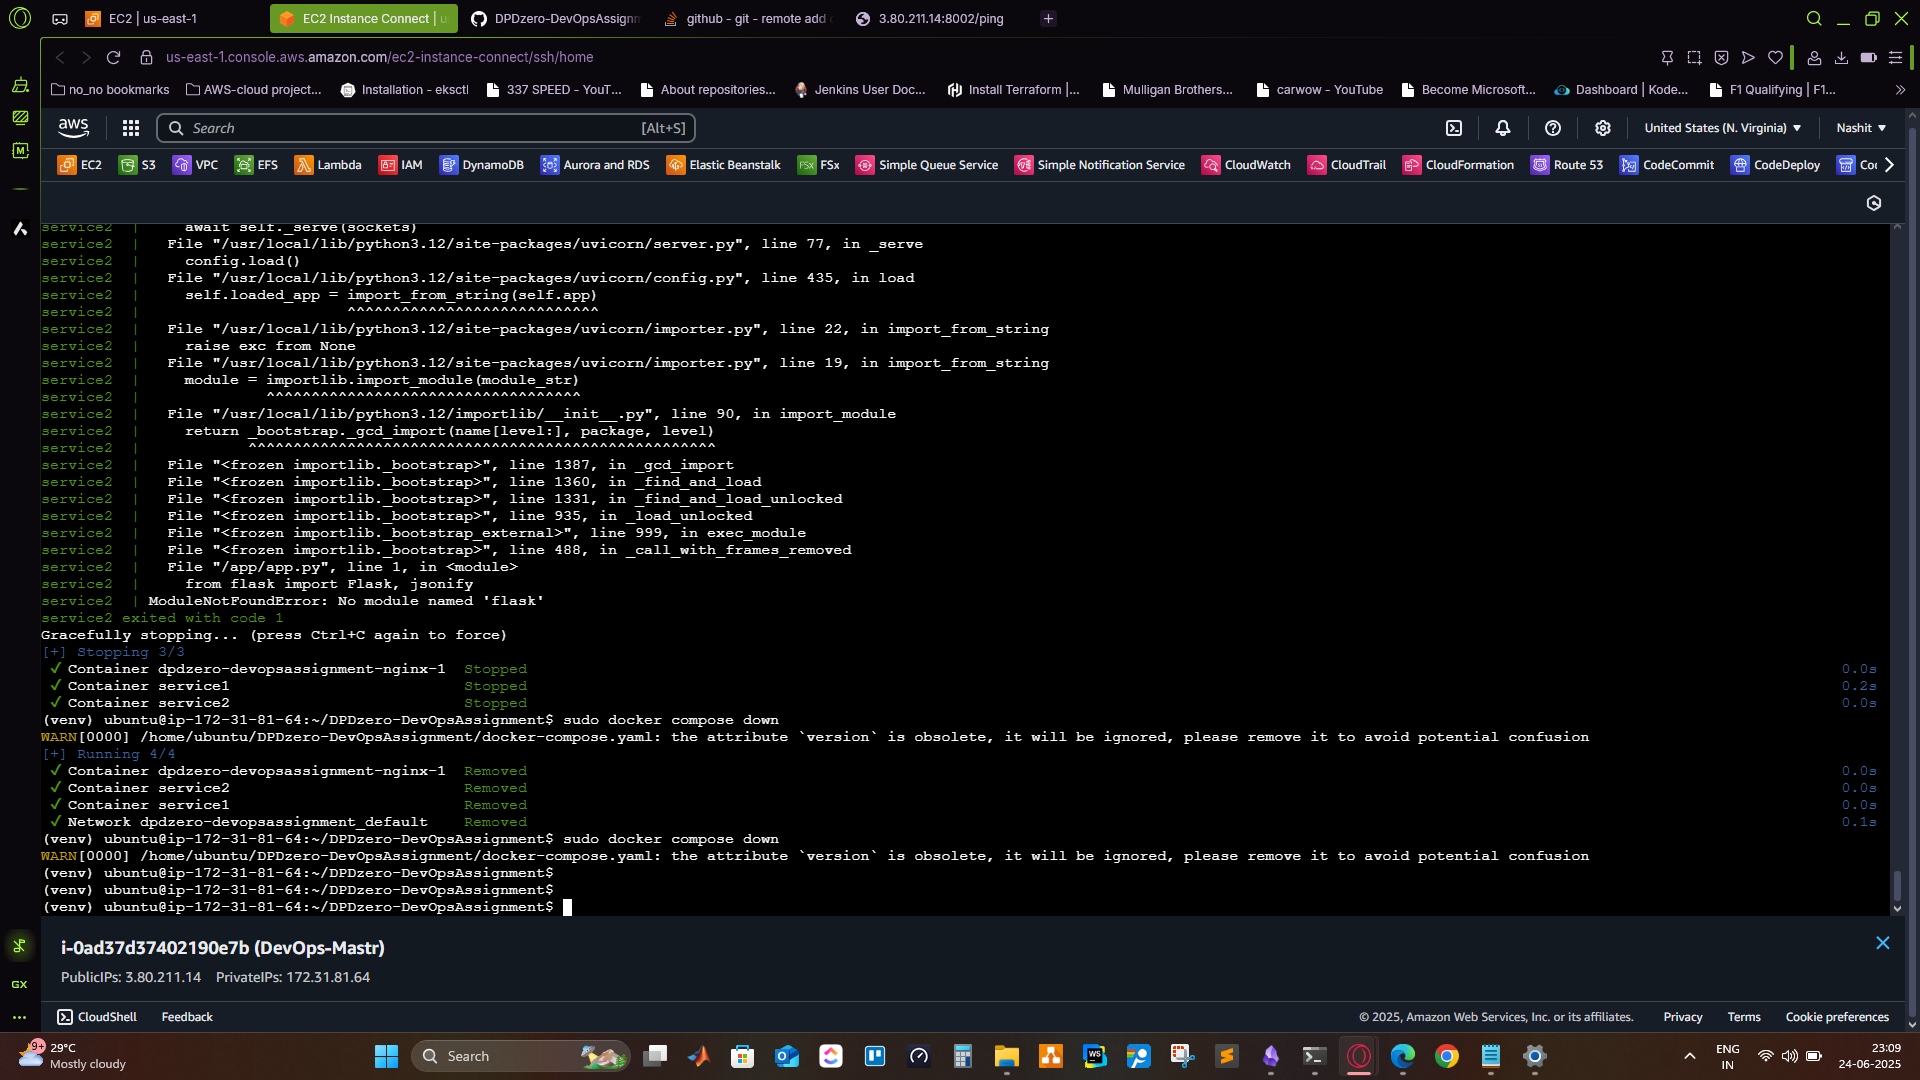 EC2 | us-east-1
EC2 Instance Connect | u
DPDzero-DevOpsAssignm
github - git - remote add
3.80.211.14:8002/ping
us-east-1.console.aws.amazon.com/ec2-instance-connect/ssh/home
no_no bookmarks
AWS-cloud project...
Installation - eksctl
337 SPEED - YouT...
About repositories...
Jenkins User Doc...
Install Terraform |...
Mulligan Brothers...
carwow - YouTube
Become Microsoft...
Dashboard | Kode...
F1 Qualifying | F1...
aws
Search
[Alt+S]
United States (N. Virginia)
Nashit
EC2
S3
VPC
EFS
Lambda
IAM
DynamoDB
Aurora and RDS
Elastic Beanstalk
FSx
Simple Queue Service
Simple Notification Service
CloudWatch
CloudTrail
CloudFormation
Route 53
CodeCommit
CodeDeploy
service2 | await self._serve(sockets)
service2 | File "/usr/local/lib/python3.12/site-packages/uvicorn/server.py", line 77, in _serve
service2 | config.load()
service2 | File "/usr/local/lib/python3.12/site-packages/uvicorn/config.py", line 435, in load
service2 | self.loaded_app = import_from_string(self.app)
service2 | ^^^^^^^^^^^^^^^^^^^^^^^^^^^^
service2 | File "/usr/local/lib/python3.12/site-packages/uvicorn/importer.py", line 22, in import_from_string
service2 | raise exc from None
service2 | File "/usr/local/lib/python3.12/site-packages/uvicorn/importer.py", line 19, in import_from_string
service2 | module = importlib.import_module(module_str)
service2 | ^^^^^^^^^^^^^^^^^^^^^^^^^^^^^^^^^^^
service2 | File "/usr/local/lib/python3.12/importlib/__init__.py", line 90, in import_module
service2 | return _bootstrap._gcd_import(name[level:], package, level)
service2 | ^^^^^^^^^^^^^^^^^^^^^^^^^^^^^^^^^^^^^^^^^^^^^^^^^^^^
service2 | File "<frozen importlib._bootstrap>", line 1387, in _gcd_import
service2 | File "<frozen importlib._bootstrap>", line 1360, in _find_and_load
service2 | File "<frozen importlib._bootstrap>", line 1331, in _find_and_load_unlocked
service2 | File "<frozen importlib._bootstrap>", line 935, in _load_unlocked
service2 | File "<frozen importlib._bootstrap_external>", line 999, in exec_module
service2 | File "<frozen importlib._bootstrap>", line 488, in _call_with_frames_removed
service2 | File "/app/app.py", line 1, in <module>
service2 | from flask import Flask, jsonify
service2 | ModuleNotFoundError: No module named 'flask'
service2 exited with code 1
Gracefully stopping... (press Ctrl+C again to force)
[+] Stopping 3/3
✓ Container dpdzero-devopsassignment-nginx-1 Stopped 0.0s
✓ Container service1 Stopped 0.2s
✓ Container service2 Stopped 0.0s
(venv) ubuntu@ip-172-31-81-64:~/DPDzero-DevOpsAssignment$ sudo docker compose down
WARN[0000] /home/ubuntu/DPDzero-DevOpsAssignment/docker-compose.yaml: the attribute `version` is obsolete, it will be ignored, please remove it to avoid potential confusion
[+] Running 4/4
✓ Container dpdzero-devopsassignment-nginx-1 Removed 0.0s
✓ Container service2 Removed 0.0s
✓ Container service1 Removed 0.0s
✓ Network dpdzero-devopsassignment_default Removed 0.1s
(venv) ubuntu@ip-172-31-81-64:~/DPDzero-DevOpsAssignment$ sudo docker compose down
WARN[0000] /home/ubuntu/DPDzero-DevOpsAssignment/docker-compose.yaml: the attribute `version` is obsolete, it will be ignored, please remove it to avoid potential confusion
(venv) ubuntu@ip-172-31-81-64:~/DPDzero-DevOpsAssignment$
(venv) ubuntu@ip-172-31-81-64:~/DPDzero-DevOpsAssignment$
(venv) ubuntu@ip-172-31-81-64:~/DPDzero-DevOpsAssignment$
i-0ad37d37402190e7b (DevOps-Mastr)
PublicIPs: 3.80.211.14 PrivateIPs: 172.31.81.64
GX
CloudShell
Feedback
© 2025, Amazon Web Services, Inc. or its affiliates.
Privacy
Terms
Cookie preferences
9+
29°C
Mostly cloudy
Search
WS
ENG
IN
23:09
24-06-2025